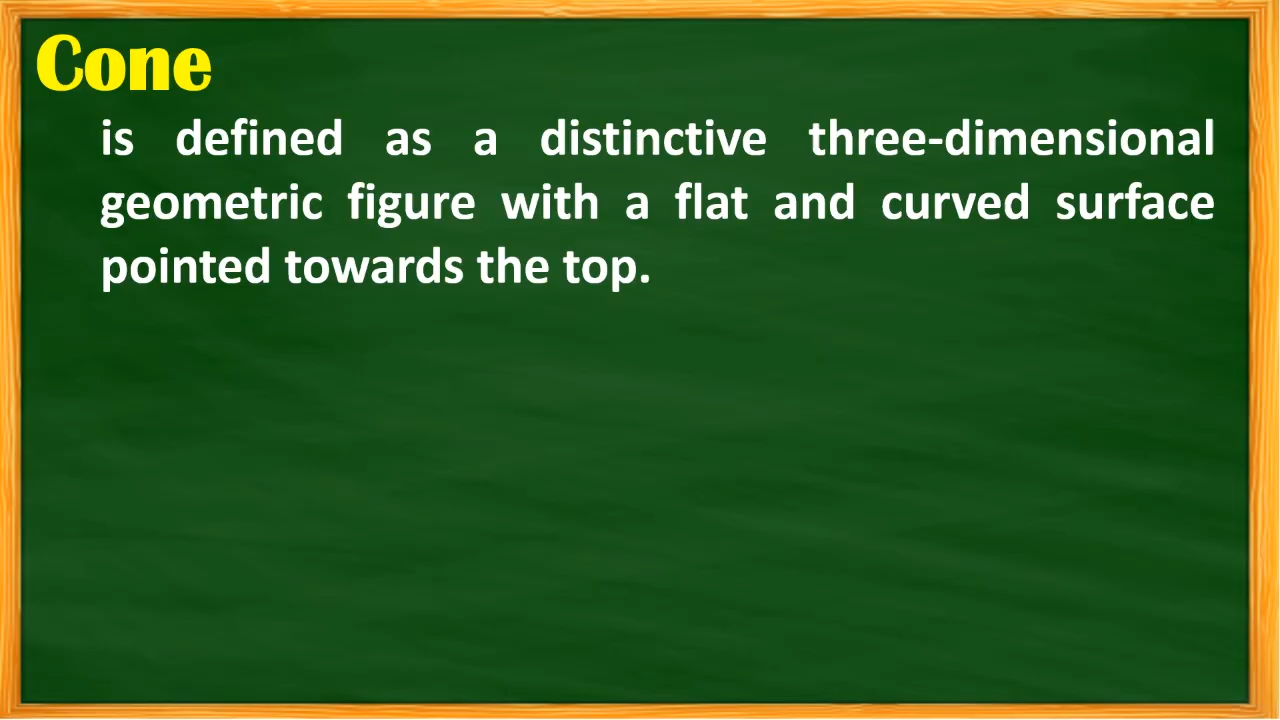 Cone
is defined as a distinctive three-dimensional
geometric figure with a flat and curved surface
pointed towards the top.